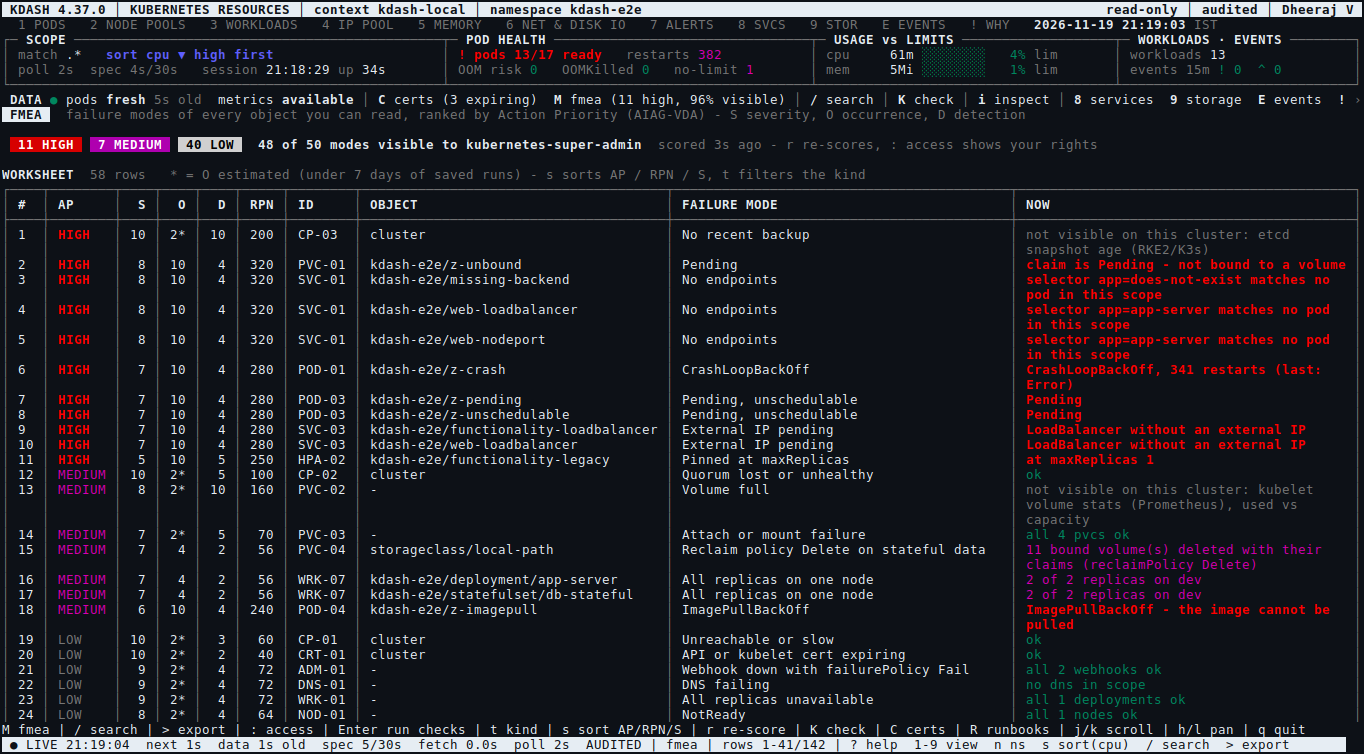 KDASH 4.37.0 │ KUBERNETES RESOURCES │ context kdash-local │ namespace kdash-e2e read-only │ audited │ Dheeraj V
1 PODS 2 NODE POOLS 3 WORKLOADS 4 IP POOL 5 MEMORY 6 NET & DISK IO 7 ALERTS 8 SVCS 9 STOR E EVENTS ! WHY 2026-11-19 21:19:03 IST
SCOPE POD HEALTH USAGE vs LIMITS WORKLOADS · EVENTS
match .* sort cpu ▼ high first ! pods 13/17 ready restarts 382 cpu 61m 4% lim workloads 13
poll 2s spec 4s/30s session 21:18:29 up 34s OOM risk 0 OOMKilled 0 no-limit 1 mem 5Mi 1% lim events 15m ! 0 ^ 0
DATA ● pods fresh 5s old metrics available │ C certs (3 expiring) M fmea (11 high, 96% visible) │ / search │ K check │ i inspect │ 8 services 9 storage E events ! ›
FMEA failure modes of every object you can read, ranked by Action Priority (AIAG-VDA) - S severity, O occurrence, D detection
11 HIGH 7 MEDIUM 40 LOW 48 of 50 modes visible to kubernetes-super-admin scored 3s ago - r re-scores, : access shows your rights
WORKSHEET 58 rows * = O estimated (under 7 days of saved runs) - s sorts AP / RPN / S, t filters the kind
# AP S O D RPN ID OBJECT FAILURE MODE NOW
1 HIGH 10 2* 10 200 CP-03 cluster No recent backup not visible on this cluster: etcd
snapshot age (RKE2/K3s)
2 HIGH 8 10 4 320 PVC-01 kdash-e2e/z-unbound Pending claim is Pending - not bound to a volume
3 HIGH 8 10 4 320 SVC-01 kdash-e2e/missing-backend No endpoints selector app=does-not-exist matches no
pod in this scope
4 HIGH 8 10 4 320 SVC-01 kdash-e2e/web-loadbalancer No endpoints selector app=app-server matches no pod
in this scope
5 HIGH 8 10 4 320 SVC-01 kdash-e2e/web-nodeport No endpoints selector app=app-server matches no pod
in this scope
6 HIGH 7 10 4 280 POD-01 kdash-e2e/z-crash CrashLoopBackOff CrashLoopBackOff, 341 restarts (last:
Error)
7 HIGH 7 10 4 280 POD-03 kdash-e2e/z-pending Pending, unschedulable Pending
8 HIGH 7 10 4 280 POD-03 kdash-e2e/z-unschedulable Pending, unschedulable Pending
9 HIGH 7 10 4 280 SVC-03 kdash-e2e/functionality-loadbalancer External IP pending LoadBalancer without an external IP
10 HIGH 7 10 4 280 SVC-03 kdash-e2e/web-loadbalancer External IP pending LoadBalancer without an external IP
11 HIGH 5 10 5 250 HPA-02 kdash-e2e/functionality-legacy Pinned at maxReplicas at maxReplicas 1
12 MEDIUM 10 2* 5 100 CP-02 cluster Quorum lost or unhealthy ok
13 MEDIUM 8 2* 10 160 PVC-02 - Volume full not visible on this cluster: kubelet
volume stats (Prometheus), used vs
capacity
14 MEDIUM 7 2* 5 70 PVC-03 - Attach or mount failure all 4 pvcs ok
15 MEDIUM 7 4 2 56 PVC-04 storageclass/local-path Reclaim policy Delete on stateful data 11 bound volume(s) deleted with their
claims (reclaimPolicy Delete)
16 MEDIUM 7 4 2 56 WRK-07 kdash-e2e/deployment/app-server All replicas on one node 2 of 2 replicas on dev
17 MEDIUM 7 4 2 56 WRK-07 kdash-e2e/statefulset/db-stateful All replicas on one node 2 of 2 replicas on dev
18 MEDIUM 6 10 4 240 POD-04 kdash-e2e/z-imagepull ImagePullBackOff ImagePullBackOff - the image cannot be
pulled
19 LOW 10 2* 3 60 CP-01 cluster Unreachable or slow ok
20 LOW 10 2* 2 40 CRT-01 cluster API or kubelet cert expiring ok
21 LOW 9 2* 4 72 ADM-01 - Webhook down with failurePolicy Fail all 2 webhooks ok
22 LOW 9 2* 4 72 DNS-01 - DNS failing no dns in scope
23 LOW 9 2* 4 72 WRK-01 - All replicas unavailable all 1 deployments ok
24 LOW 8 2* 4 64 NOD-01 - NotReady all 1 nodes ok
M fmea | / search | > export | : access | Enter run checks | t kind | s sort AP/RPN/S | r re-score | K check | C certs | R runbooks | j/k scroll | h/l pan | q quit
● LIVE 21:19:04 next 1s data 1s old spec 5/30s fetch 0.0s poll 2s AUDITED | fmea | rows 1-41/142 | ? help 1-9 view n ns s sort(cpu) / search > export